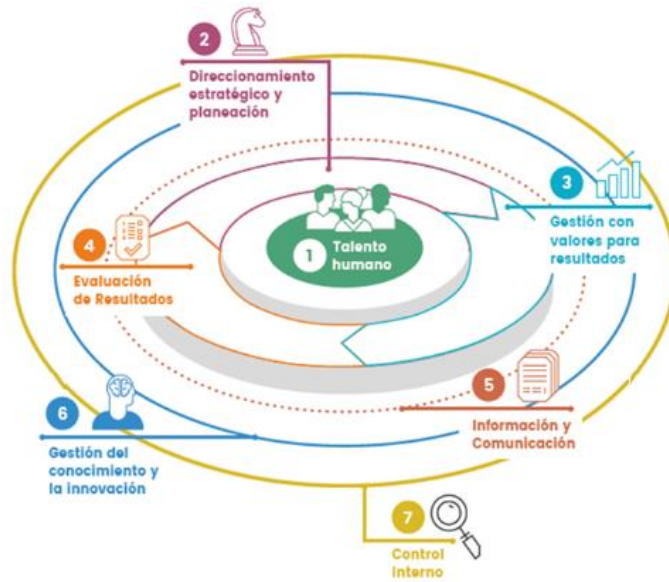 2
Direccionamiento
estratégico y
planeación
3
Gestión con
valores para
resultados
1
Talento
humano
4
Evaluación
de Resultados
5
Información y
Comunicación
6
Gestión del
conocimiento y
la innovación
7
Control
Interno